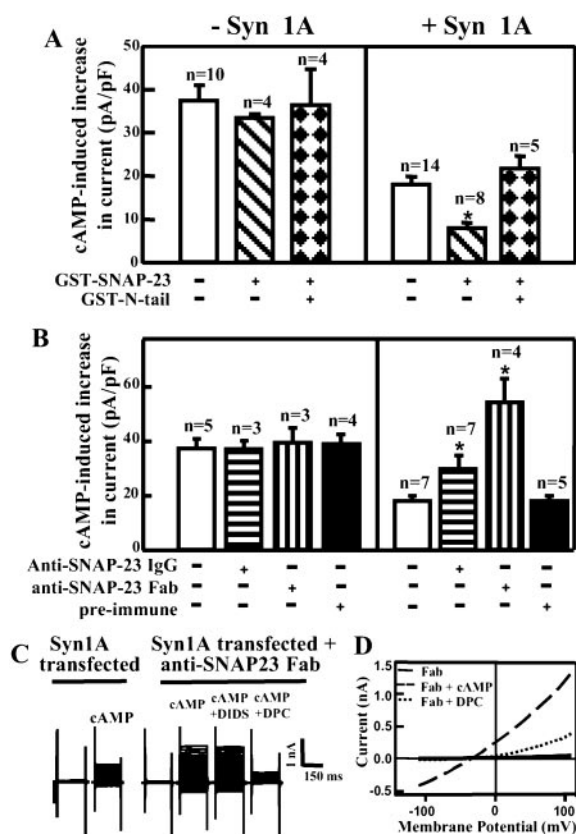 A
- Syn 1A
+ Syn 1A
cAMP-induced increase
in current (pA/pF)
50
40
30
20
10
0
n=10
n=4
n=4
n=14
n=8
*
n=5
GST-SNAP-23 - + + - + +
GST-N-tail - - + - - +
B
cAMP-induced increase
in current (pA/pF)
60
40
20
0
n=5
n=3
n=3
n=4
n=7
n=7
*
n=4
*
n=5
Anti-SNAP-23 IgG - + - - - + - -
anti-SNAP-23 Fab - - + - - - + -
pre-immune - - - + - - - +
C
Syn1A
transfected
Syn1A transfected +
anti-SNAP23 Fab
cAMP
cAMP
cAMP
+DIDS
cAMP
+DPC
1 nA
150 ms
D
Current (nA)
1.5
1.0
0.5
0
-0.5
Fab
Fab + cAMP
Fab + DPC
-100 0 100
Membrane Potential (mV)